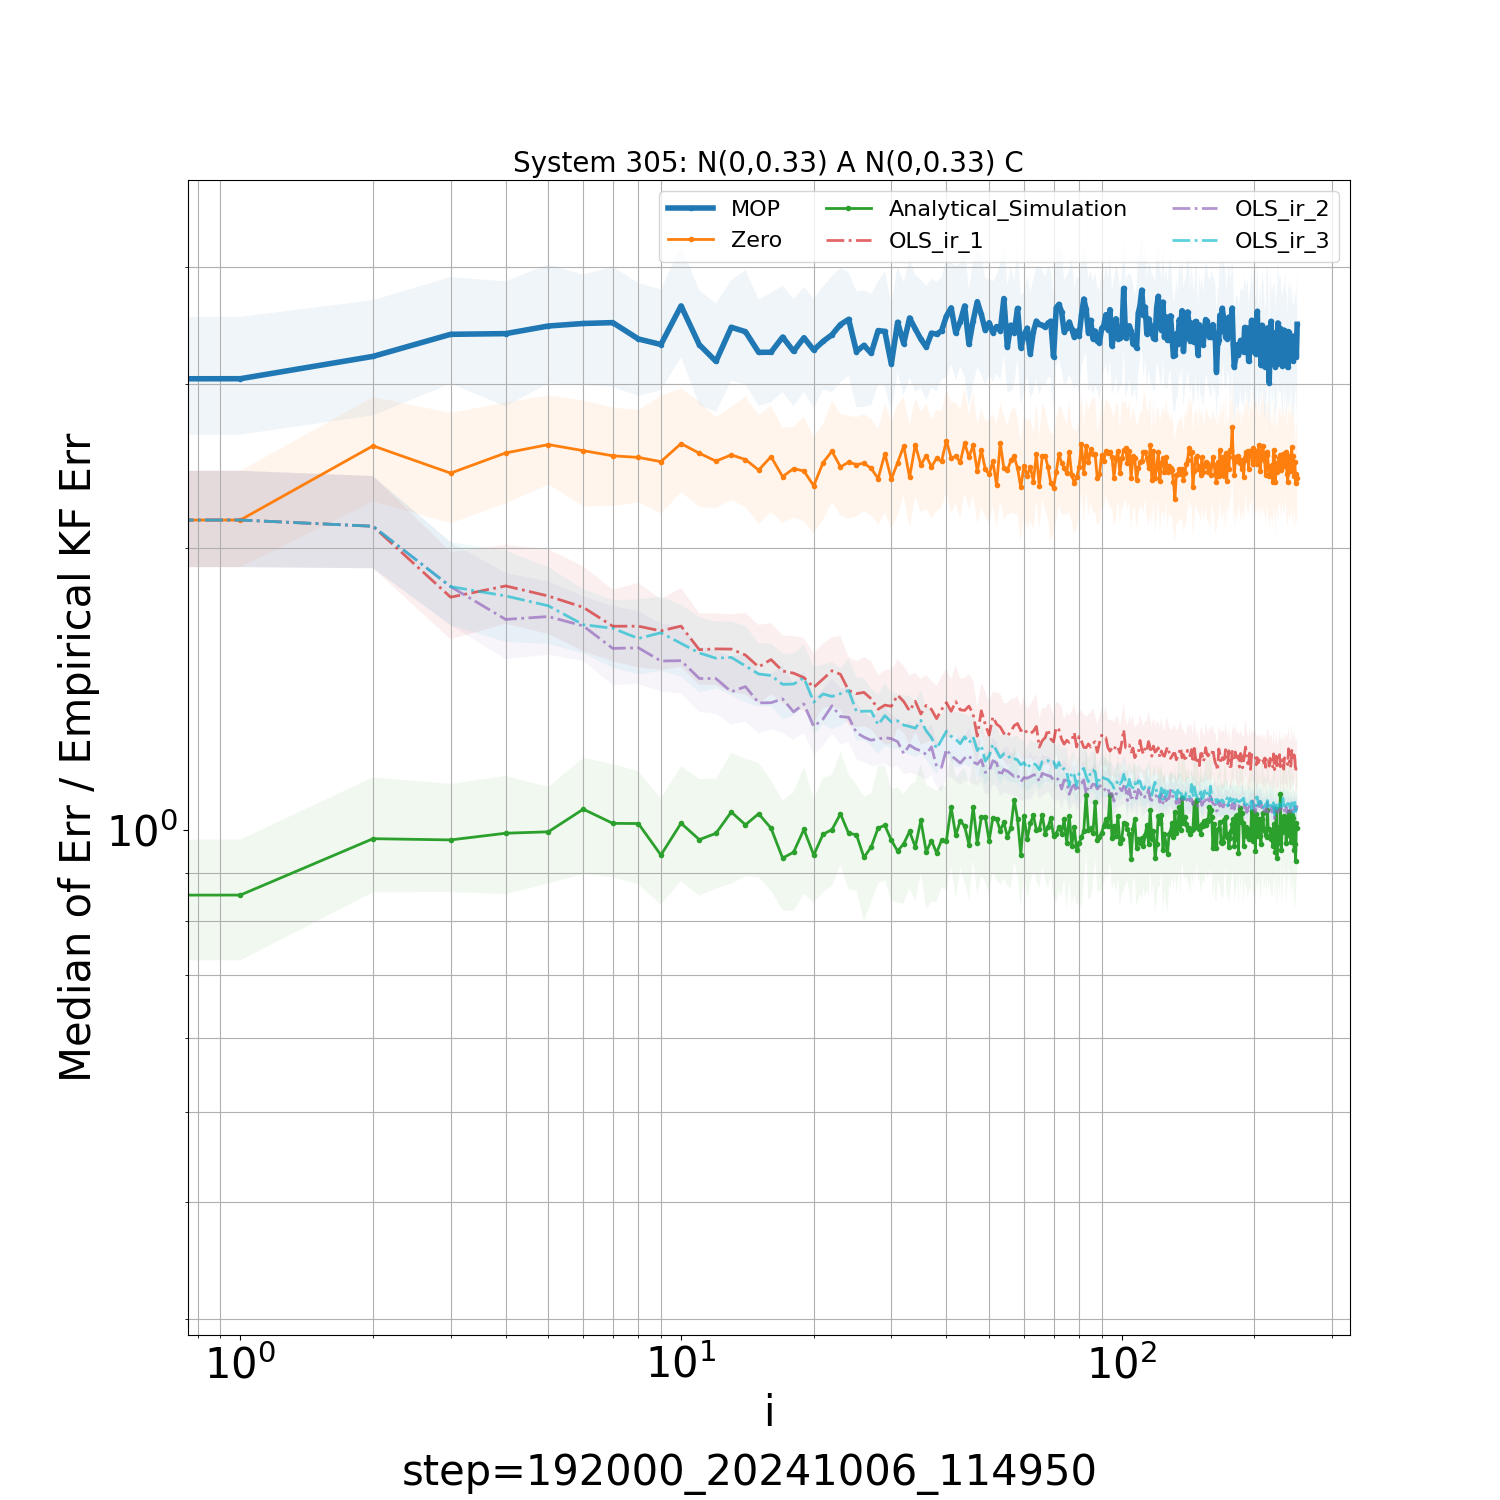 System 305: N(0,0.33) A N(0,0.33) C
MOP
Zero
Analytical_Simulation
OLS_ir_1
OLS_ir_2
OLS_ir_3
Median of Err / Empirical KF Err
10⁰
10⁰ 10¹ 10²
i
step=192000_20241006_114950